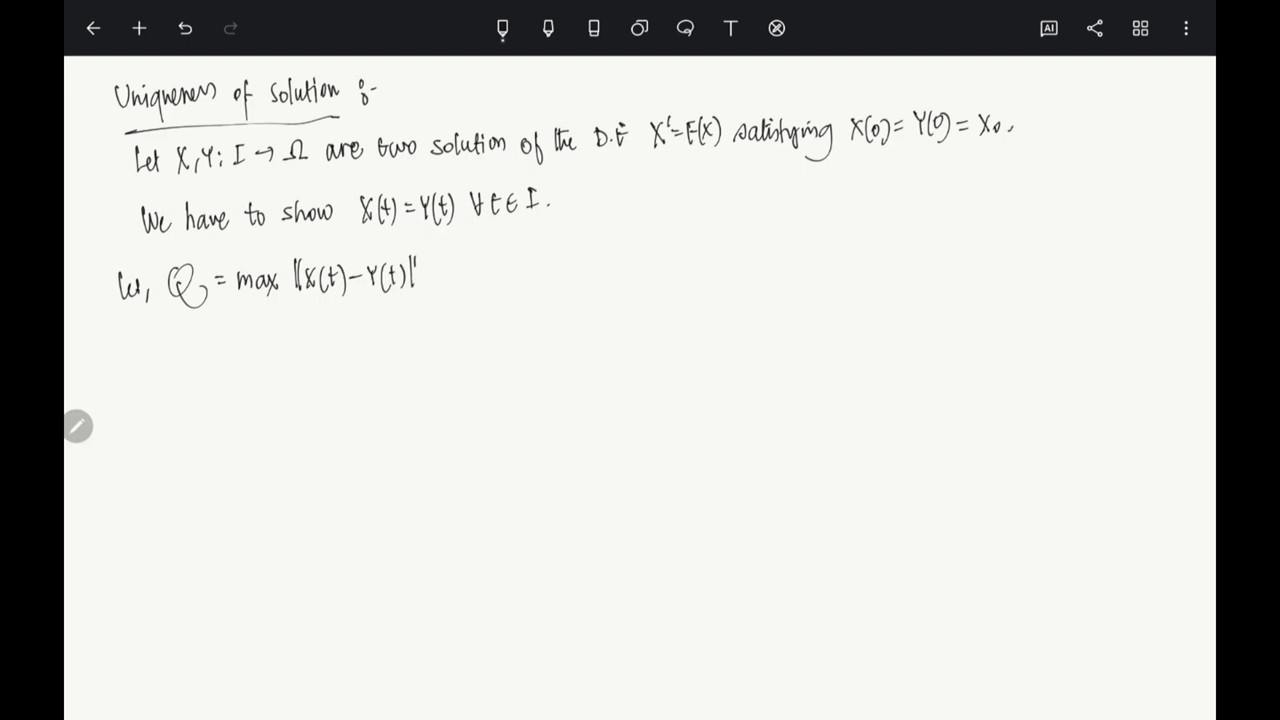 Uniqueness of solution :-
Let X, Y : I → Ω are two solution of the D.E X' = F(X) satisfying X(0) = Y(0) = X₀.
We have to show X(t) = Y(t) ∀ t ∈ I.
Let, Q = max ||X(t) - Y(t)||